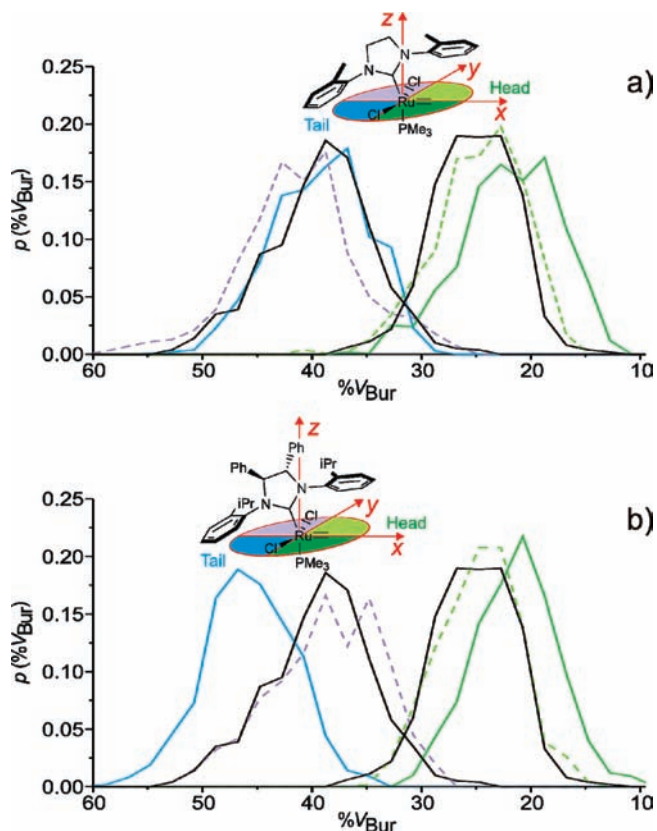 a)
z
N
N
y
Cl
Head
Ru
x
Cl
Tail
PMe3
p (%VBur)
0.25
0.20
0.15
0.10
0.05
0.00
60 50 40 30 20 10
%VBur
b)
z
Ph
Ph
iPr
N
iPr
N
y
Cl
Head
Ru
x
Cl
Tail
PMe3
p (%VBur)
0.25
0.20
0.15
0.10
0.05
0.00
60 50 40 30 20 10
%VBur